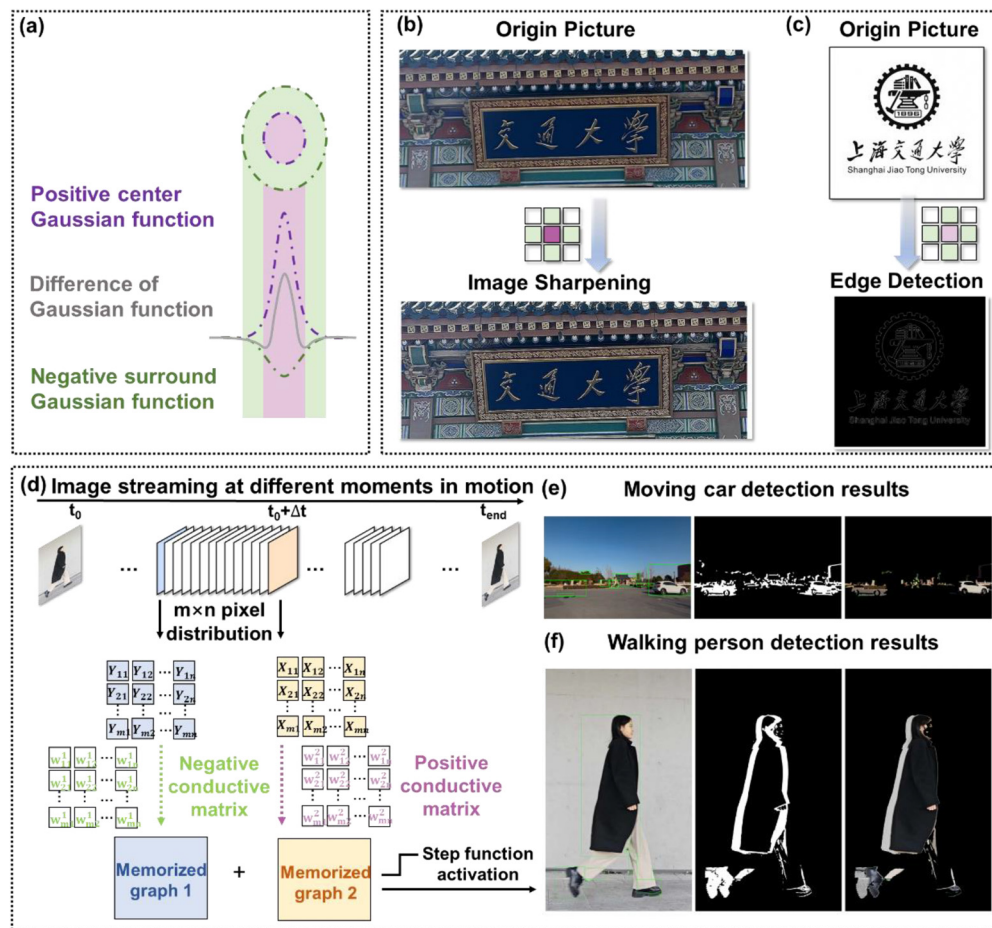 (a)
Positive center
Gaussian function
Difference of
Gaussian function
Negative surround
Gaussian function
(b)
Origin Picture
交通大學
Image Sharpening
交通大學
(c)
Origin Picture
1896
上海交通大學
Shanghai Jiao Tong University
Edge Detection
上海交通大學
Shanghai Jiao Tong University
(d) Image streaming at different moments in motion
t₀ t₀+Δt t_end
... ... ...
m×n pixel
distribution
Y₁₁ Y₁₂ ... Y₁ₙ
Y₂₁ Y₂₂ ... Y₂ₙ
Yₘ₁ Yₘ₂ ... Yₘₙ
X₁₁ X₁₂ ... X₁ₙ
X₂₁ X₂₂ ... X₂ₙ
Xₘ₁ Xₘ₂ ... Xₘₙ
Negative
conductive
matrix
Positive
conductive
matrix
Memorized
graph 1
+
Memorized
graph 2
Step function
activation
(e) Moving car detection results
(f) Walking person detection results